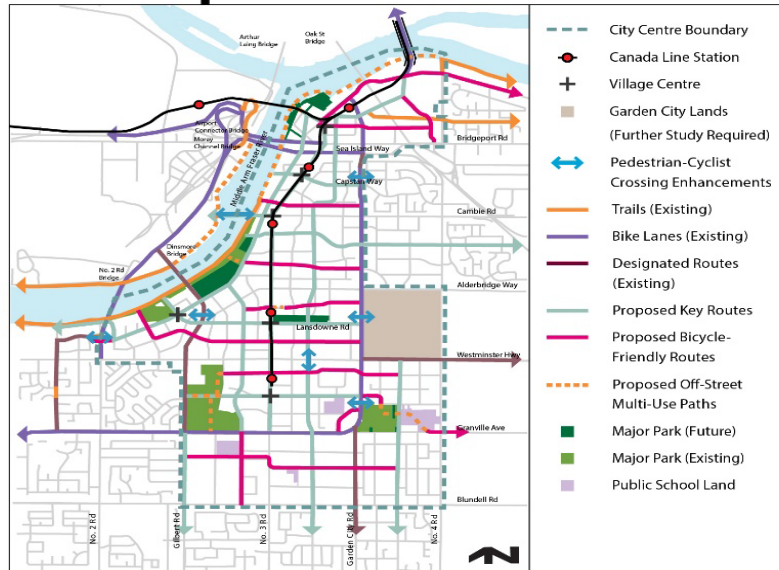 Arthur
Laing Bridge
Oak St
Bridge
Airport
Connector Bridge
Moray
Channel Bridge
Middle Arm Fraser River
Sea Island Way
Bridgeport Rd
Capstan Way
Cambie Rd
Dinsmore
Bridge
No. 2 Rd
Bridge
Alderbridge Way
Lansdowne Rd
Westminster Hwy
Granville Ave
Blundell Rd
No. 2 Rd
Gilbert Rd
No. 3 Rd
Garden City Rd
No. 4 Rd
N
City Centre Boundary
Canada Line Station
Village Centre
Garden City Lands
(Further Study Required)
Pedestrian-Cyclist
Crossing Enhancements
Trails (Existing)
Bike Lanes (Existing)
Designated Routes
(Existing)
Proposed Key Routes
Proposed Bicycle-
Friendly Routes
Proposed Off-Street
Multi-Use Paths
Major Park (Future)
Major Park (Existing)
Public School Land